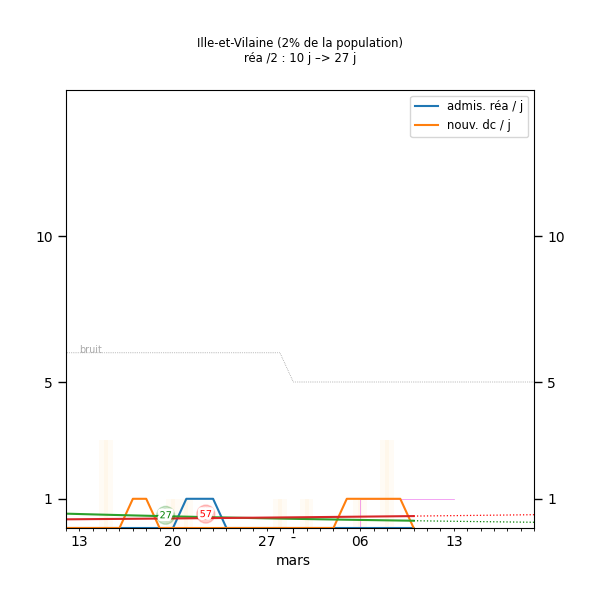 Ille-et-Vilaine (2% de la population)
réa /2 : 10 j –> 27 j
admis. réa / j
nouv. dc / j
10 10
bruit
5 5
1 1
27 57
13 20 27 - 06 13
mars